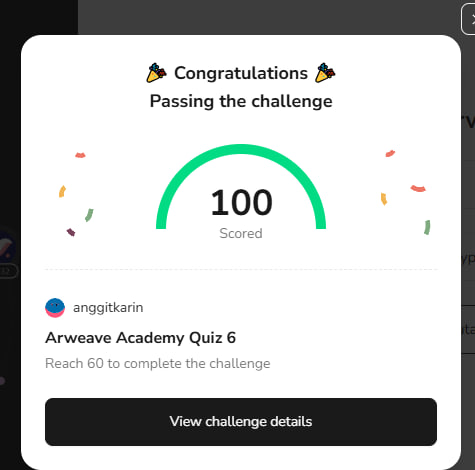 Congratulations
Passing the challenge
100
Scored
anggitkarin
Arweave Academy Quiz 6
Reach 60 to complete the challenge
View challenge details